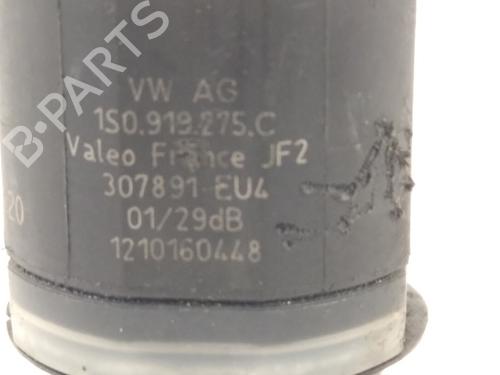 B-PARTS
VW AG
1S0.919.275.C
Valeo France JF2
307891 EU4
01/29dB
1210160448
20